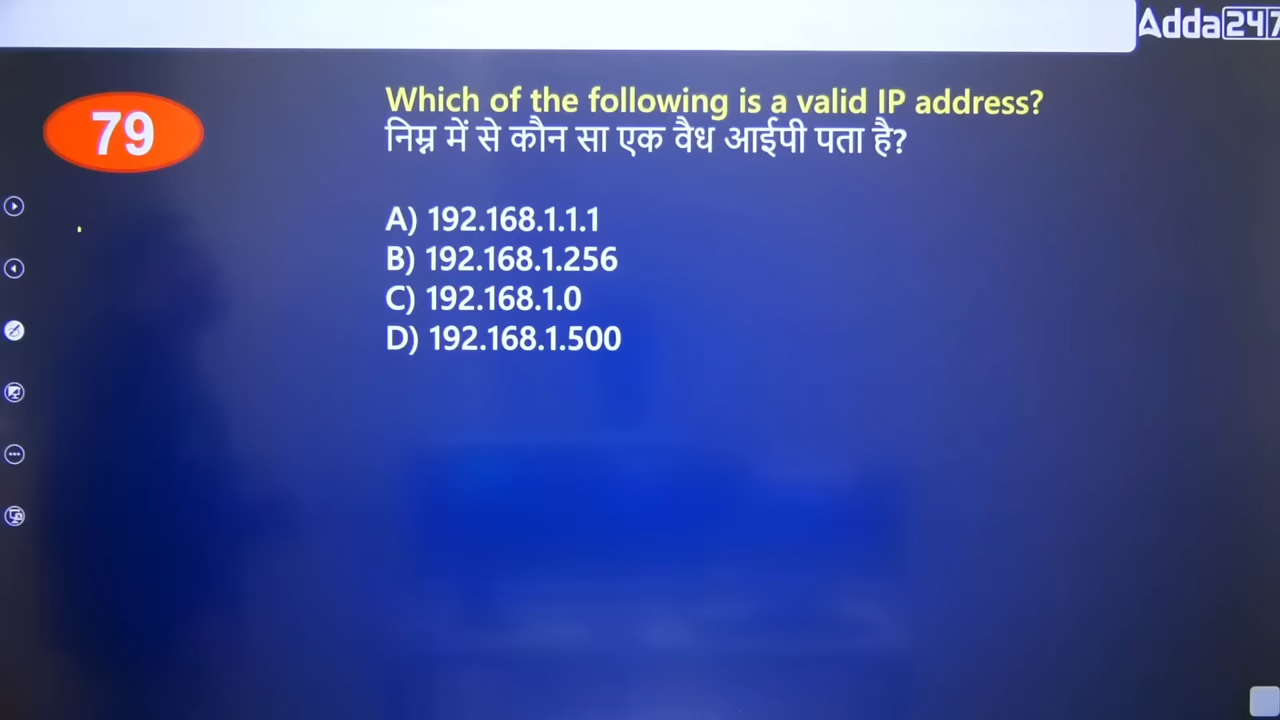 Adda247
79
Which of the following is a valid IP address?
निम्न में से कौन सा एक वैध आईपी पता है?
A) 192.168.1.1.1
B) 192.168.1.256
C) 192.168.1.0
D) 192.168.1.500